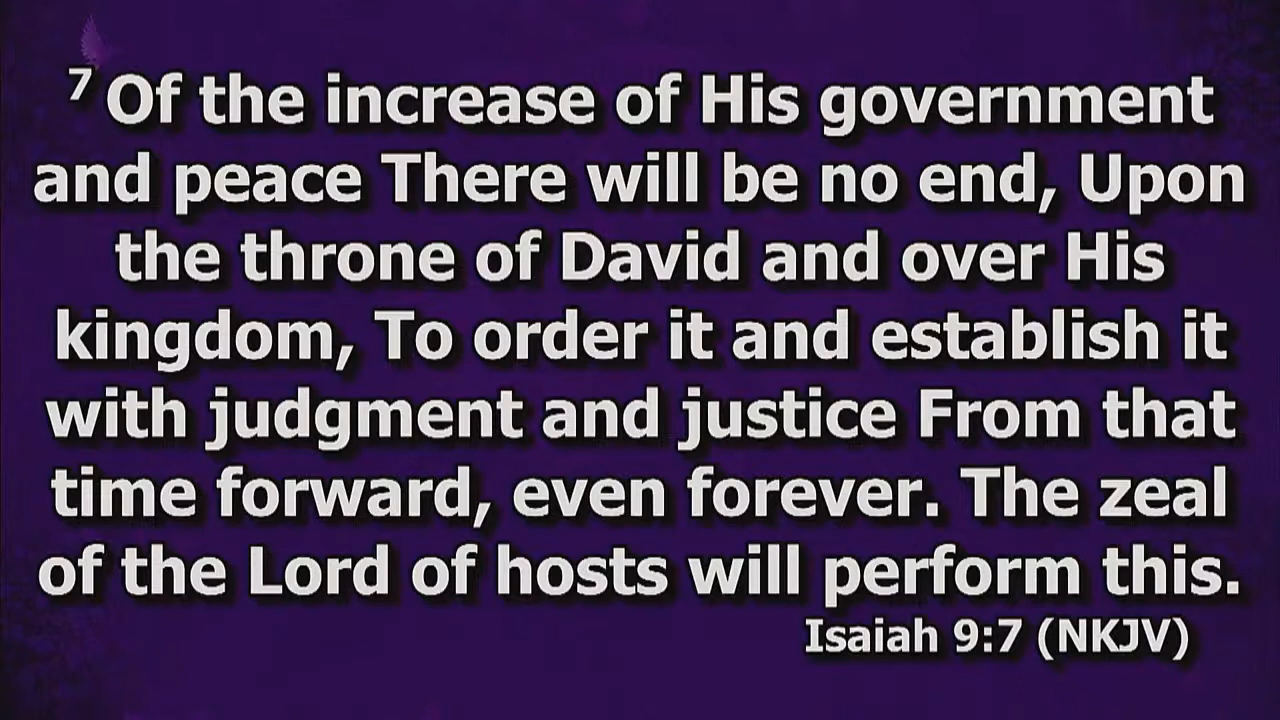 7 Of the increase of His government
and peace There will be no end, Upon
the throne of David and over His
kingdom, To order it and establish it
with judgment and justice From that
time forward, even forever. The zeal
of the Lord of hosts will perform this.
Isaiah 9:7 (NKJV)